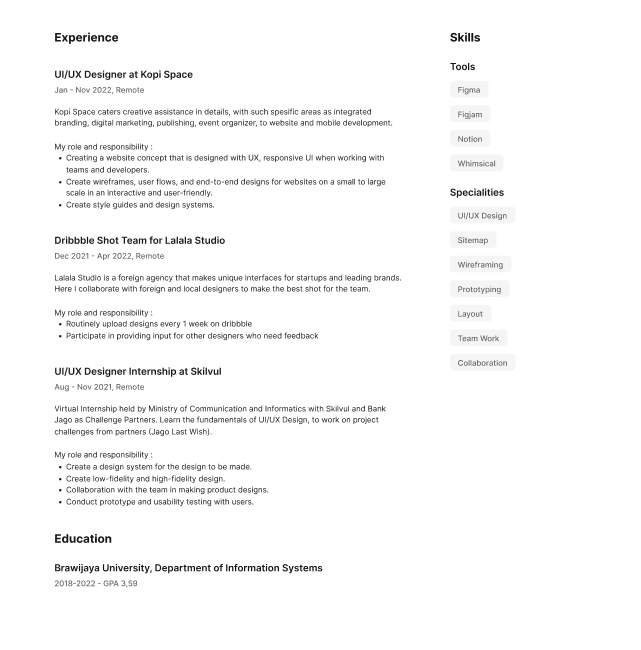 Experience
UI/UX Designer at Kopi Space
Jan - Nov 2022, Remote
Kopi Space caters creative assistance in details, with such spesific areas as integrated
branding, digital marketing, publishing, event organizer, to website and mobile development.
My role and responsibility :
• Creating a website concept that is designed with UX, responsive UI when working with
teams and developers.
• Create wireframes, user flows, and end-to-end designs for websites on a small to large
scale in an interactive and user-friendly.
• Create style guides and design systems.
Dribbble Shot Team for Lalala Studio
Dec 2021 - Apr 2022, Remote
Lalala Studio is a foreign agency that makes unique interfaces for startups and leading brands.
Here I collaborate with foreign and local designers to make the best shot for the team.
My role and responsibility :
• Routinely upload designs every 1 week on dribbble
• Participate in providing input for other designers who need feedback
UI/UX Designer Internship at Skilvul
Aug - Nov 2021, Remote
Virtual Internship held by Ministry of Communication and Informatics with Skilvul and Bank
Jago as Challenge Partners. Learn the fundamentals of UI/UX Design, to work on project
challenges from partners (Jago Last Wish).
My role and responsibility :
• Create a design system for the design to be made.
• Create low-fidelity and high-fidelity design.
• Collaboration with the team in making product designs.
• Conduct prototype and usability testing with users.
Education
Brawijaya University, Department of Information Systems
2018-2022 - GPA 3,59
Skills
Tools
Figma
Figjam
Notion
Whimsical
Specialities
UI/UX Design
Sitemap
Wireframing
Prototyping
Layout
Team Work
Collaboration